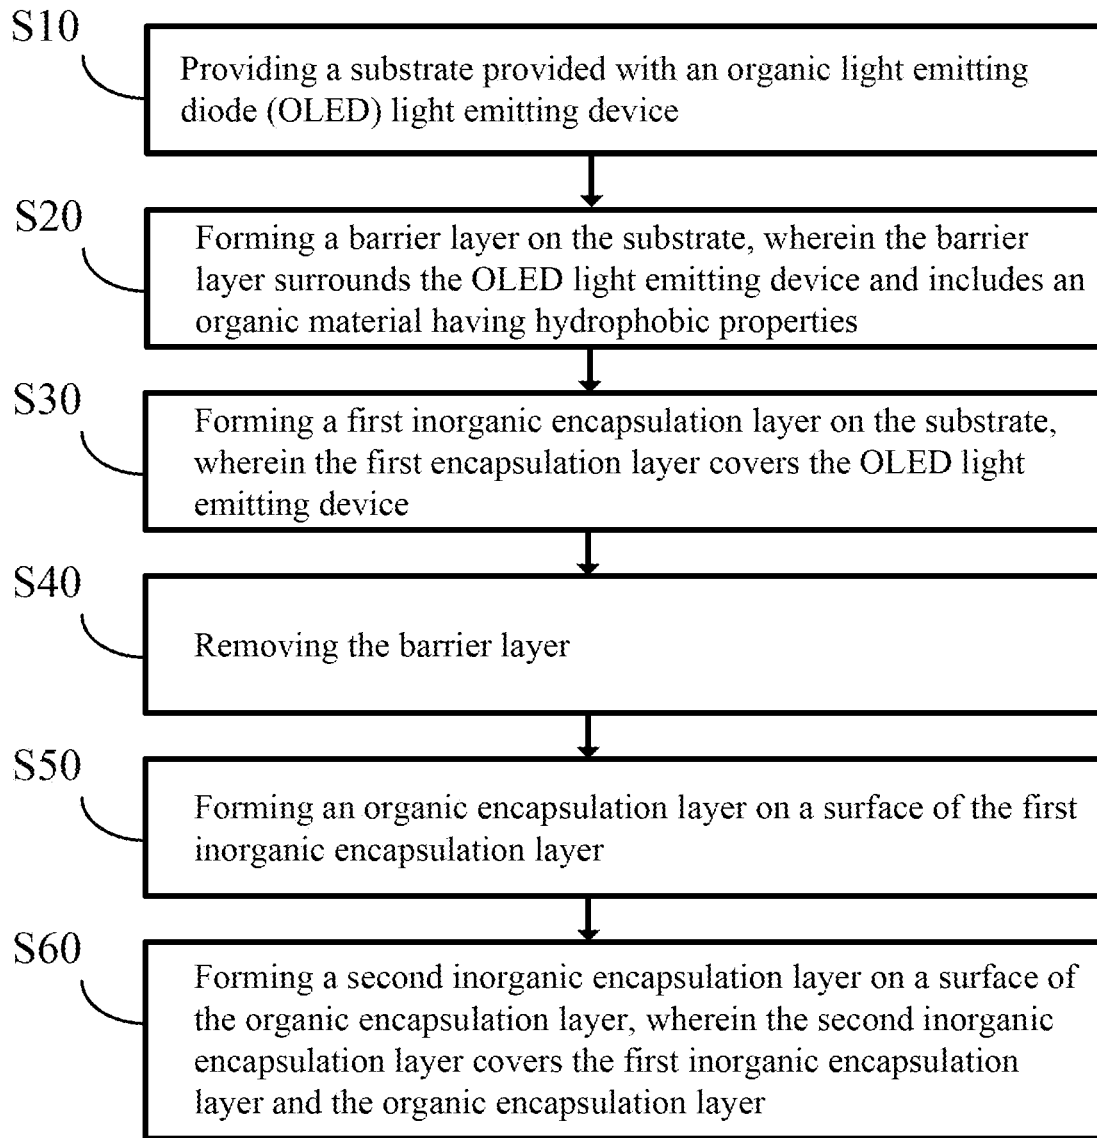 S10
Providing a substrate provided with an organic light emitting
diode (OLED) light emitting device
S20
Forming a barrier layer on the substrate, wherein the barrier
layer surrounds the OLED light emitting device and includes an
organic material having hydrophobic properties
S30
Forming a first inorganic encapsulation layer on the substrate,
wherein the first encapsulation layer covers the OLED light
emitting device
S40
Removing the barrier layer
S50
Forming an organic encapsulation layer on a surface of the first
inorganic encapsulation layer
S60
Forming a second inorganic encapsulation layer on a surface of
the organic encapsulation layer, wherein the second inorganic
encapsulation layer covers the first inorganic encapsulation
layer and the organic encapsulation layer